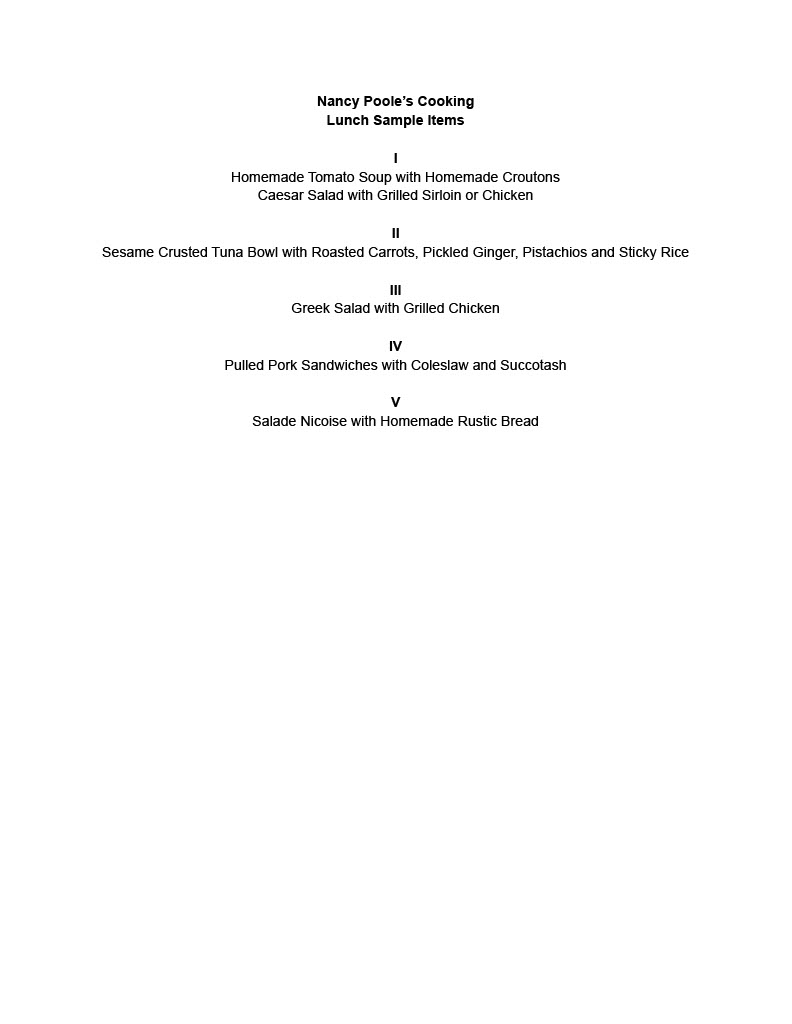 Nancy Poole’s Cooking
Lunch Sample Items
I
Homemade Tomato Soup with Homemade Croutons
Caesar Salad with Grilled Sirloin or Chicken
II
Sesame Crusted Tuna Bowl with Roasted Carrots, Pickled Ginger, Pistachios and Sticky Rice
III
Greek Salad with Grilled Chicken
IV
Pulled Pork Sandwiches with Coleslaw and Succotash
V
Salade Nicoise with Homemade Rustic Bread